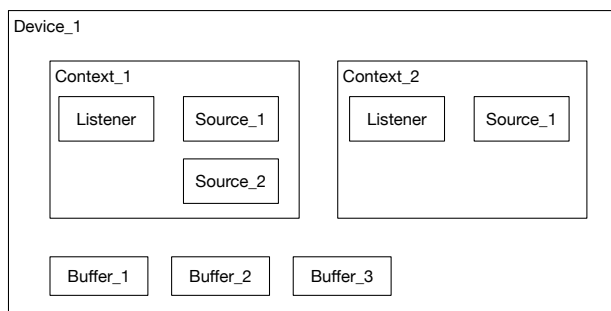 Device_1
Context_1
Context_2
Listener
Source_1
Listener
Source_1
Source_2
Buffer_1
Buffer_2
Buffer_3